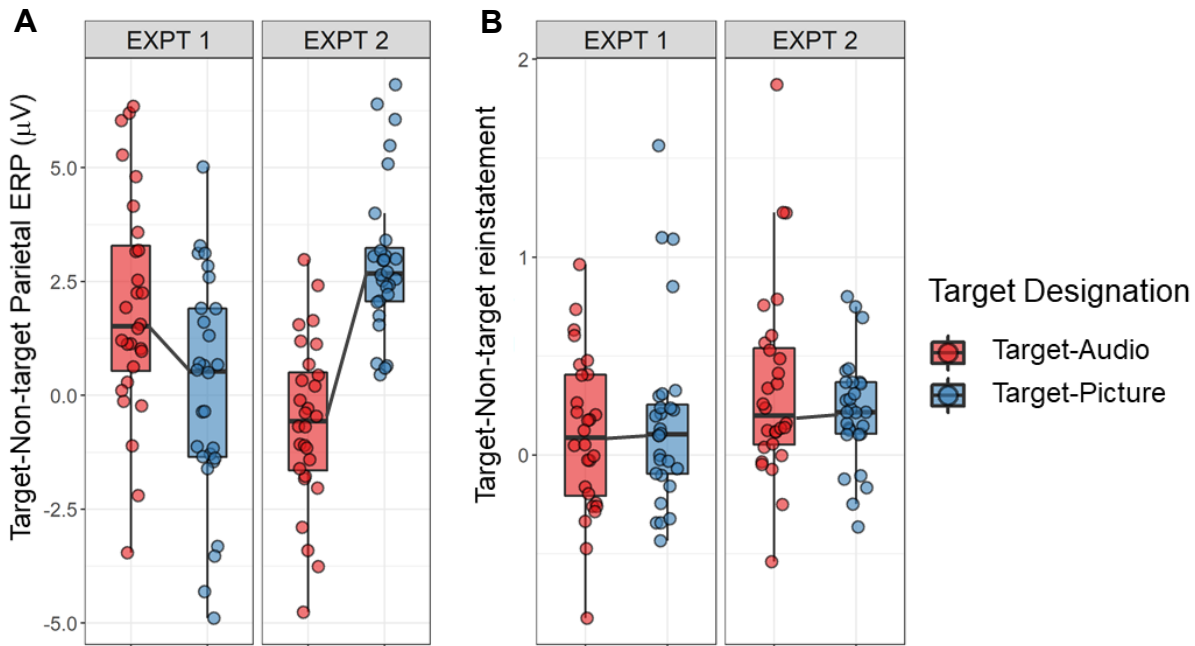 A
EXPT 1
EXPT 2
Target-Non-target Parietal ERP (μV)
5.0
2.5
0.0
-2.5
-5.0
B
EXPT 1
EXPT 2
Target-Non-target reinstatement
2
1
0
Target Designation
Target-Audio
Target-Picture